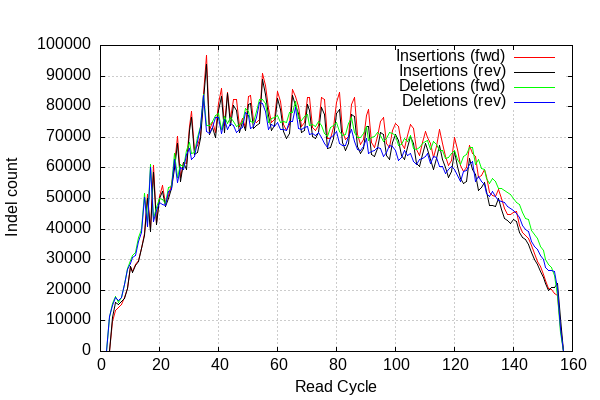 100000
90000
80000
70000
60000
50000
40000
30000
20000
10000
0
Indel count
Insertions (fwd)
Insertions (rev)
Deletions (fwd)
Deletions (rev)
0 20 40 60 80 100 120 140 160
Read Cycle